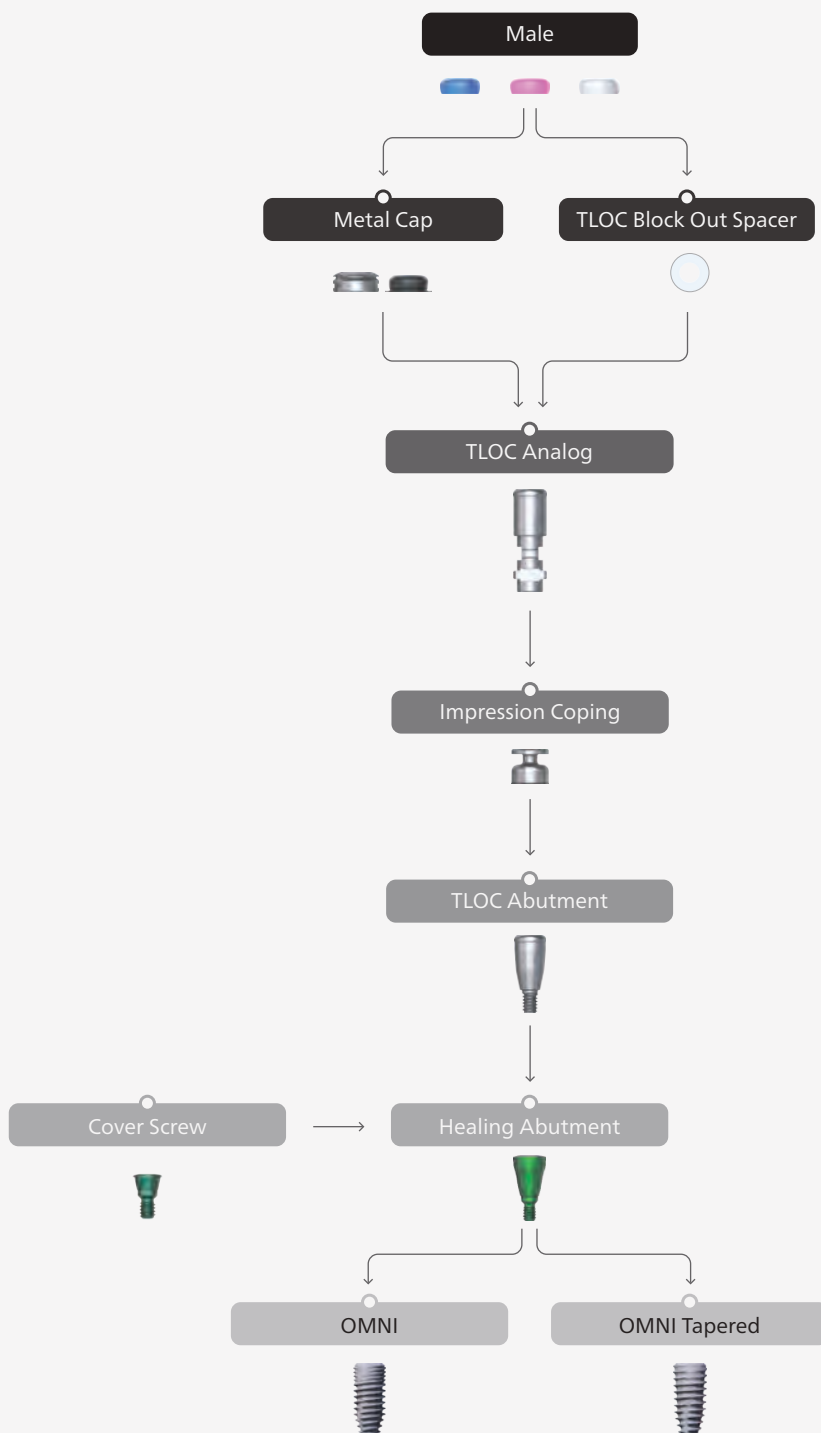 Male
Metal Cap
TLOC Block Out Spacer
TLOC Analog
Impression Coping
TLOC Abutment
Cover Screw
Healing Abutment
OMNI
OMNI Tapered